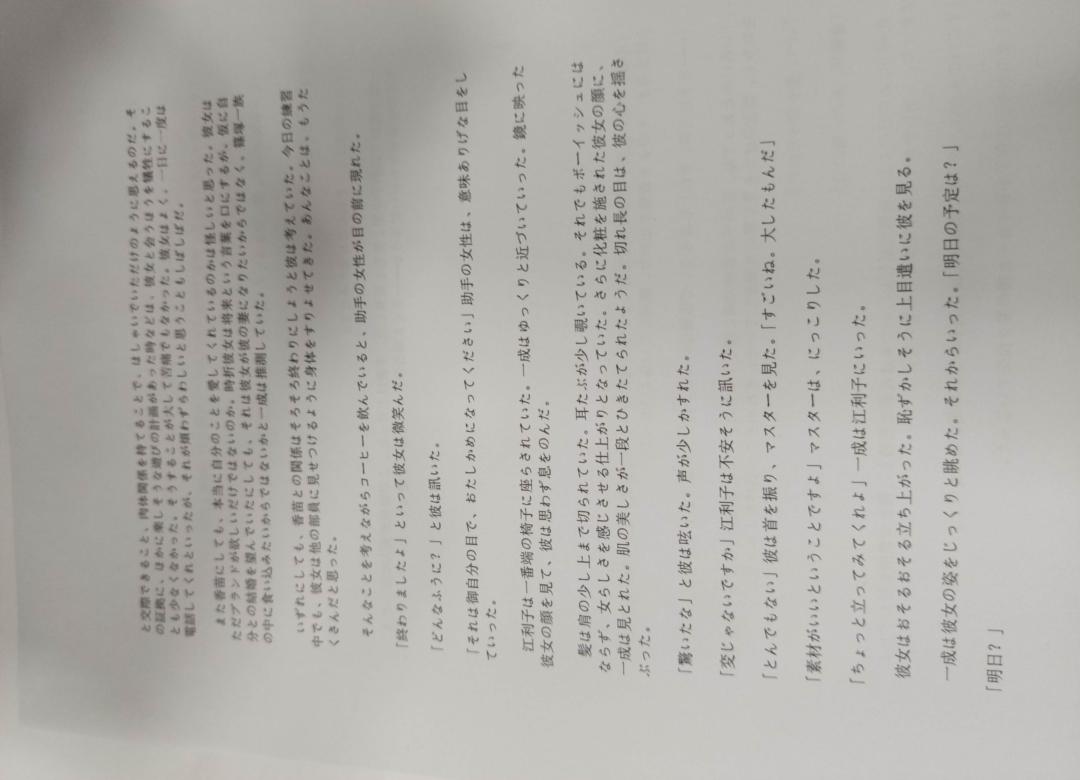 と交際できること、肉体関係を持てることで、はしゃいでいただけのように思えるのだ。そ
の証拠に、ほかに楽しそうな遊びの計画があった時などは、彼女と会うほうを犠牲にするこ
とも少なくなかった。そうすることが大して苦痛でもなかった。彼女はよく、一日に一度は
電話してくれといったが、それが煩わずらわしいと思うこともしばしばだ。
また香苗にしても、本当に自分のことを愛してくれているのかは怪しいと思った。彼女は
ただブランドが欲しいだけではないのか。時折彼女は将来という言葉を口にするが、仮に自
分との結婚を望んでいたにしても、それは彼女が彼の妻になりたいからではなく、篠塚一族
の中に食い込みたいからではないかと一成は推測していた。
いずれにしても、香苗との関係はそろそろ終わりにしようと彼は考えていた。今日の練習
中でも、彼女は他の部員に見せつけるように身体をすりよせてきた。あんなことは、もうた
くさんだと思った。
そんなことを考えながらコーヒーを飲んでいると、助手の女性が目の前に現れた。
「終わりましたよ」といって彼女は微笑んだ。
「どんなふうに?」と彼は訊いた。
「それは御自分の目で、おたしかめになってください」助手の女性は、意味ありげな目をし
ていった。
江利子は一番端の椅子に座らされていた。一成はゆっくりと近づいていった。鏡に映った
彼女の顔を見て、彼は思わず息をのんだ。
髪は肩の少し上まで切られていた。耳たぶが少し覗いている。それでもボーイッシュには
ならず、女らしさを感じさせる仕上がりとなっていた。さらに化粧を施された彼女の顔に、
一成は見とれた。肌の美しさが一段とひきたてられたようだ。切れ長の目は、彼の心を揺さ
ぶった。
「驚いたな」と彼は呟いた。声が少しかすれた。
「変じゃないですか」江利子は不安そうに訊いた。
「とんでもない」彼は首を振り、マスターを見た。「すごいね。大したもんだ」
「素材がいいということですよ」マスターは、にっこりした。
「ちょっと立ってみてくれよ」一成は江利子にいった。
彼女はおそるおそる立ち上がった。恥ずかしそうに上目遣いに彼を見る。
一成は彼女の姿をじっくりと眺めた。それからいった。「明日の予定は?」
「明日?」